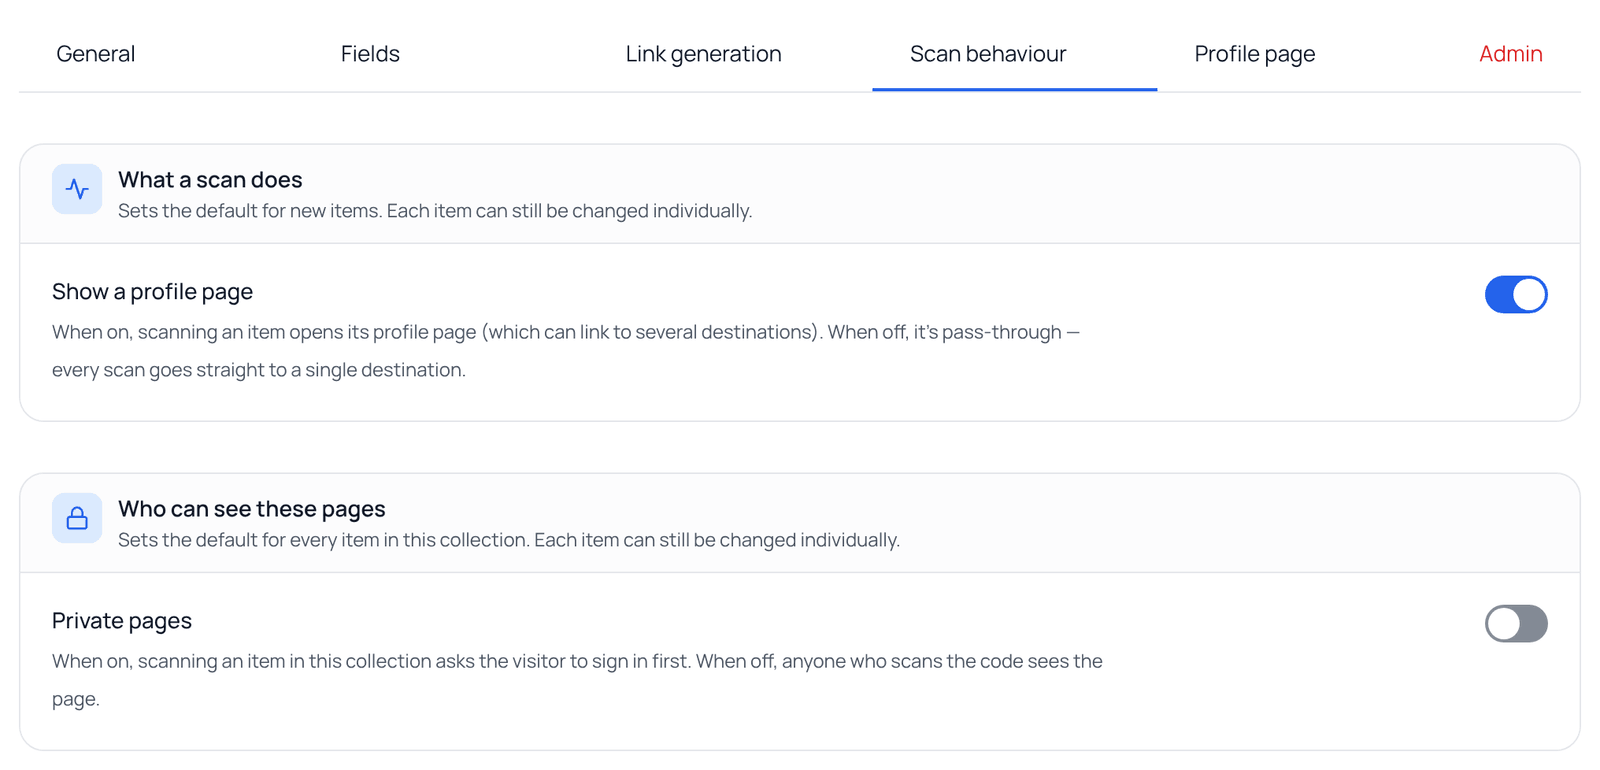 General
Fields
Link generation
Scan behaviour
Profile page
Admin
What a scan does
Sets the default for new items. Each item can still be changed individually.
Show a profile page
When on, scanning an item opens its profile page (which can link to several destinations). When off, it's pass-through —
every scan goes straight to a single destination.
Who can see these pages
Sets the default for every item in this collection. Each item can still be changed individually.
Private pages
When on, scanning an item in this collection asks the visitor to sign in first. When off, anyone who scans the code sees the
page.